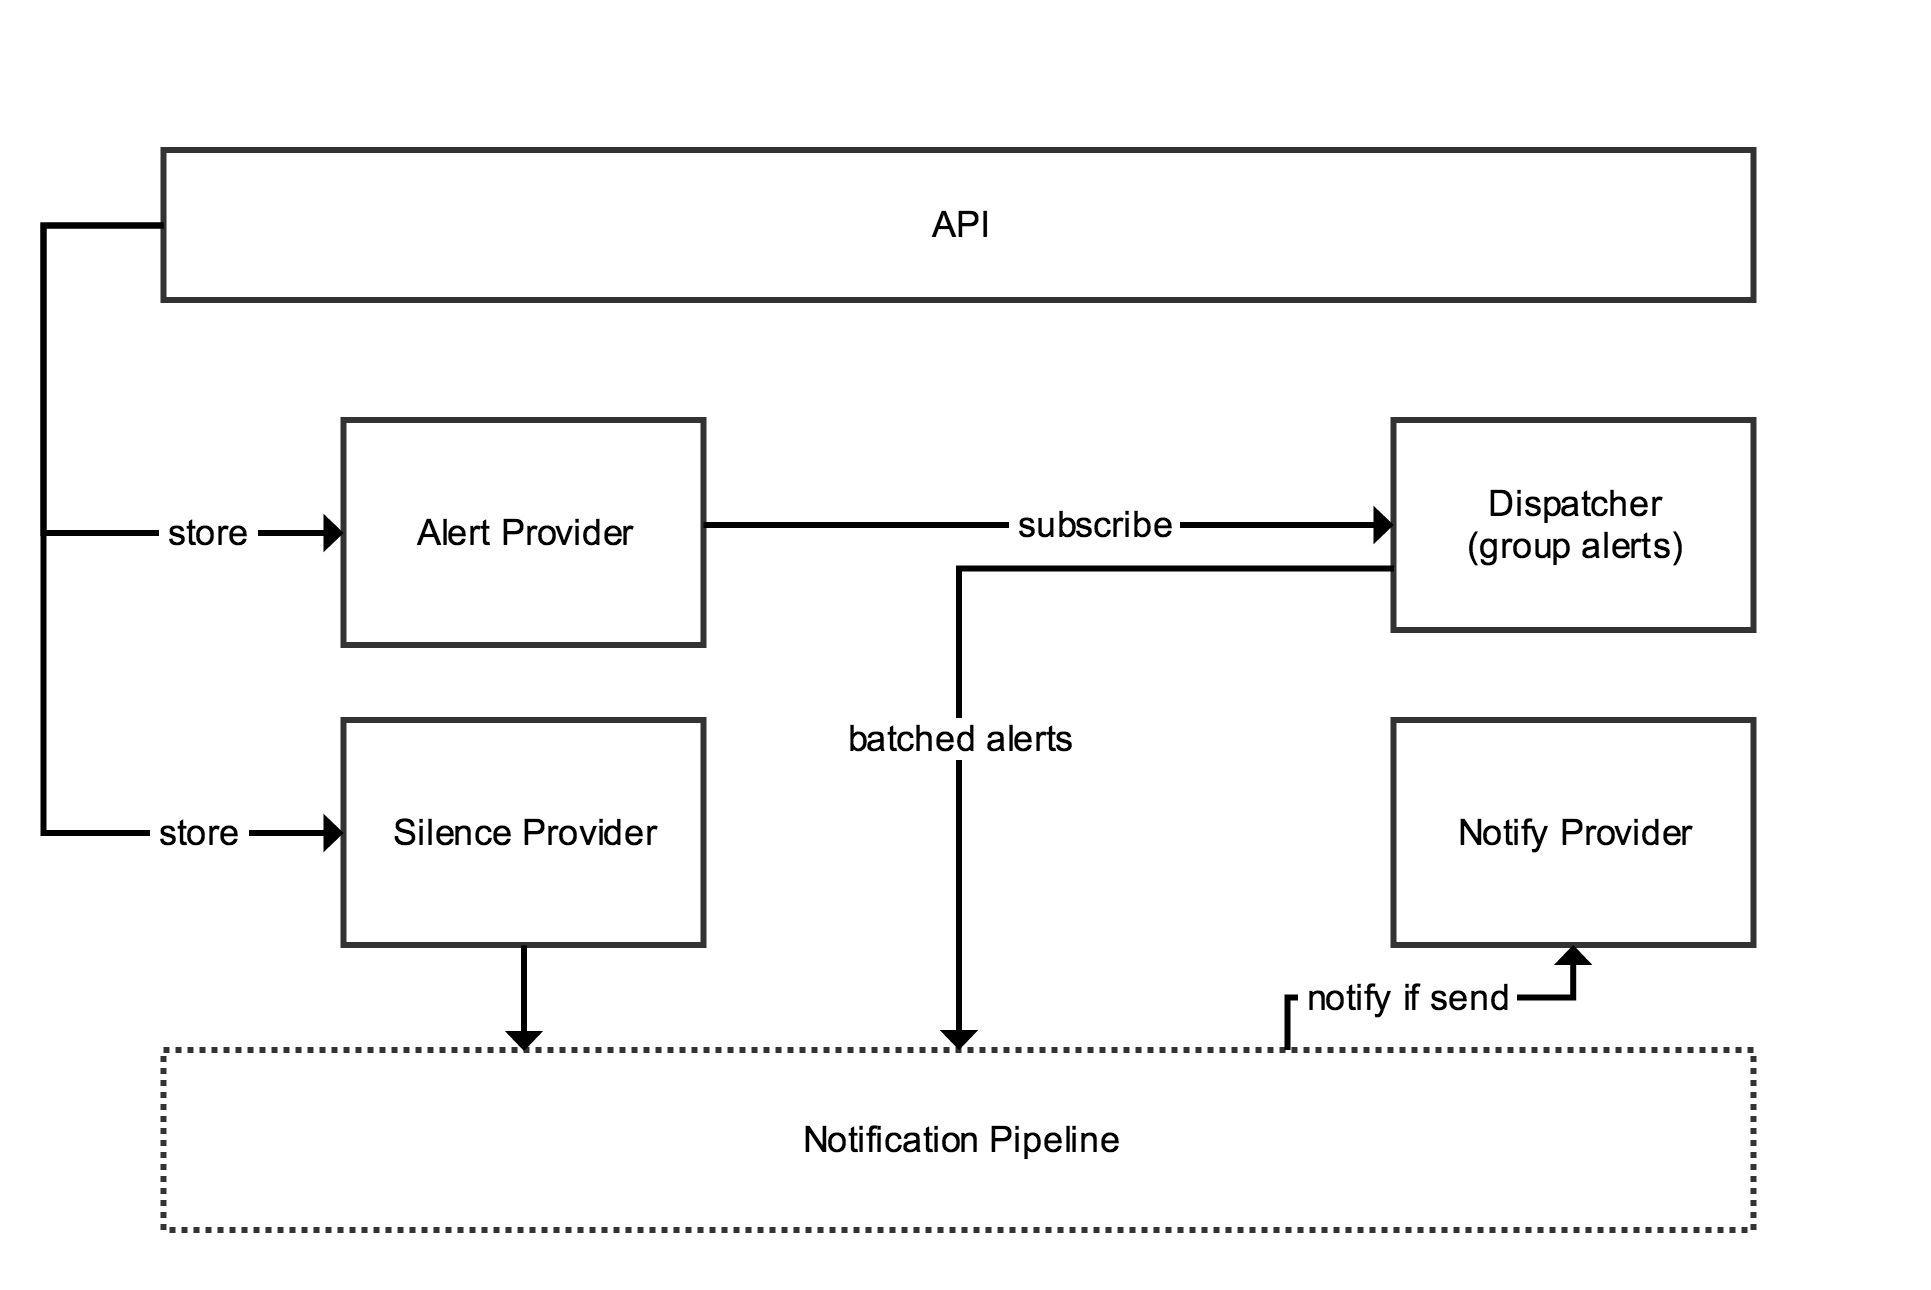 API
store
Alert Provider
subscribe
Dispatcher
(group alerts)
batched alerts
store
Silence Provider
Notify Provider
notify if send
Notification Pipeline